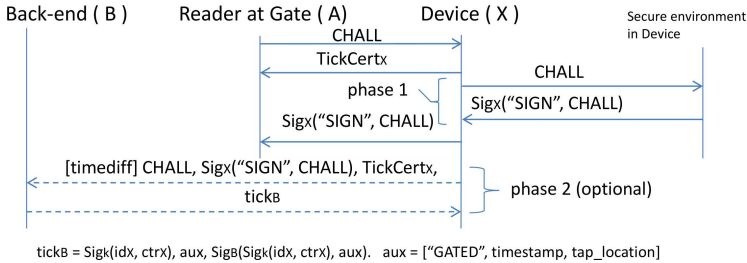 Back-end ( B )
Reader at Gate ( A)
Device ( X )
Secure environment
in Device
CHALL
TickCertx
CHALL
phase 1
Sigx(“SIGN”, CHALL)
Sigx(“SIGN”, CHALL)
[timediff] CHALL, Sigx(“SIGN”, CHALL), TickCertx,
phase 2 (optional)
tickB
tickB = Sigk(idx, ctrx), aux, SigB(Sigk(idx, ctrx), aux). aux = [“GATED”, timestamp, tap_location]